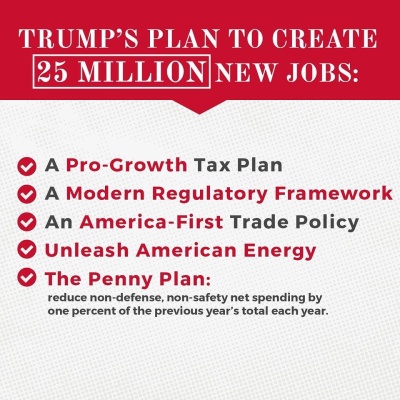 TRUMP'S PLAN TO CREATE
25 MILLION NEW JOBS:
A Pro-Growth Tax Plan
A Modern Regulatory Framework
An America-First Trade Policy
Unleash American Energy
The Penny Plan:
reduce non-defense, non-safety net spending by
one percent of the previous year's total each year.